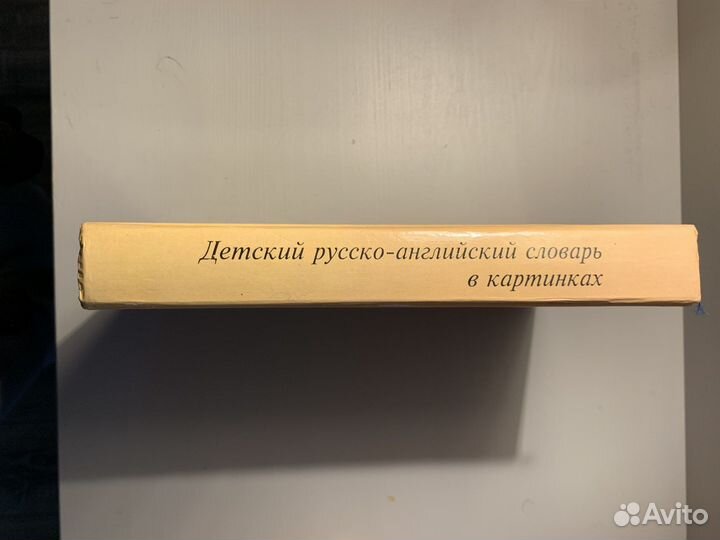 Детский русско-английский словарь
в картинках
Avito